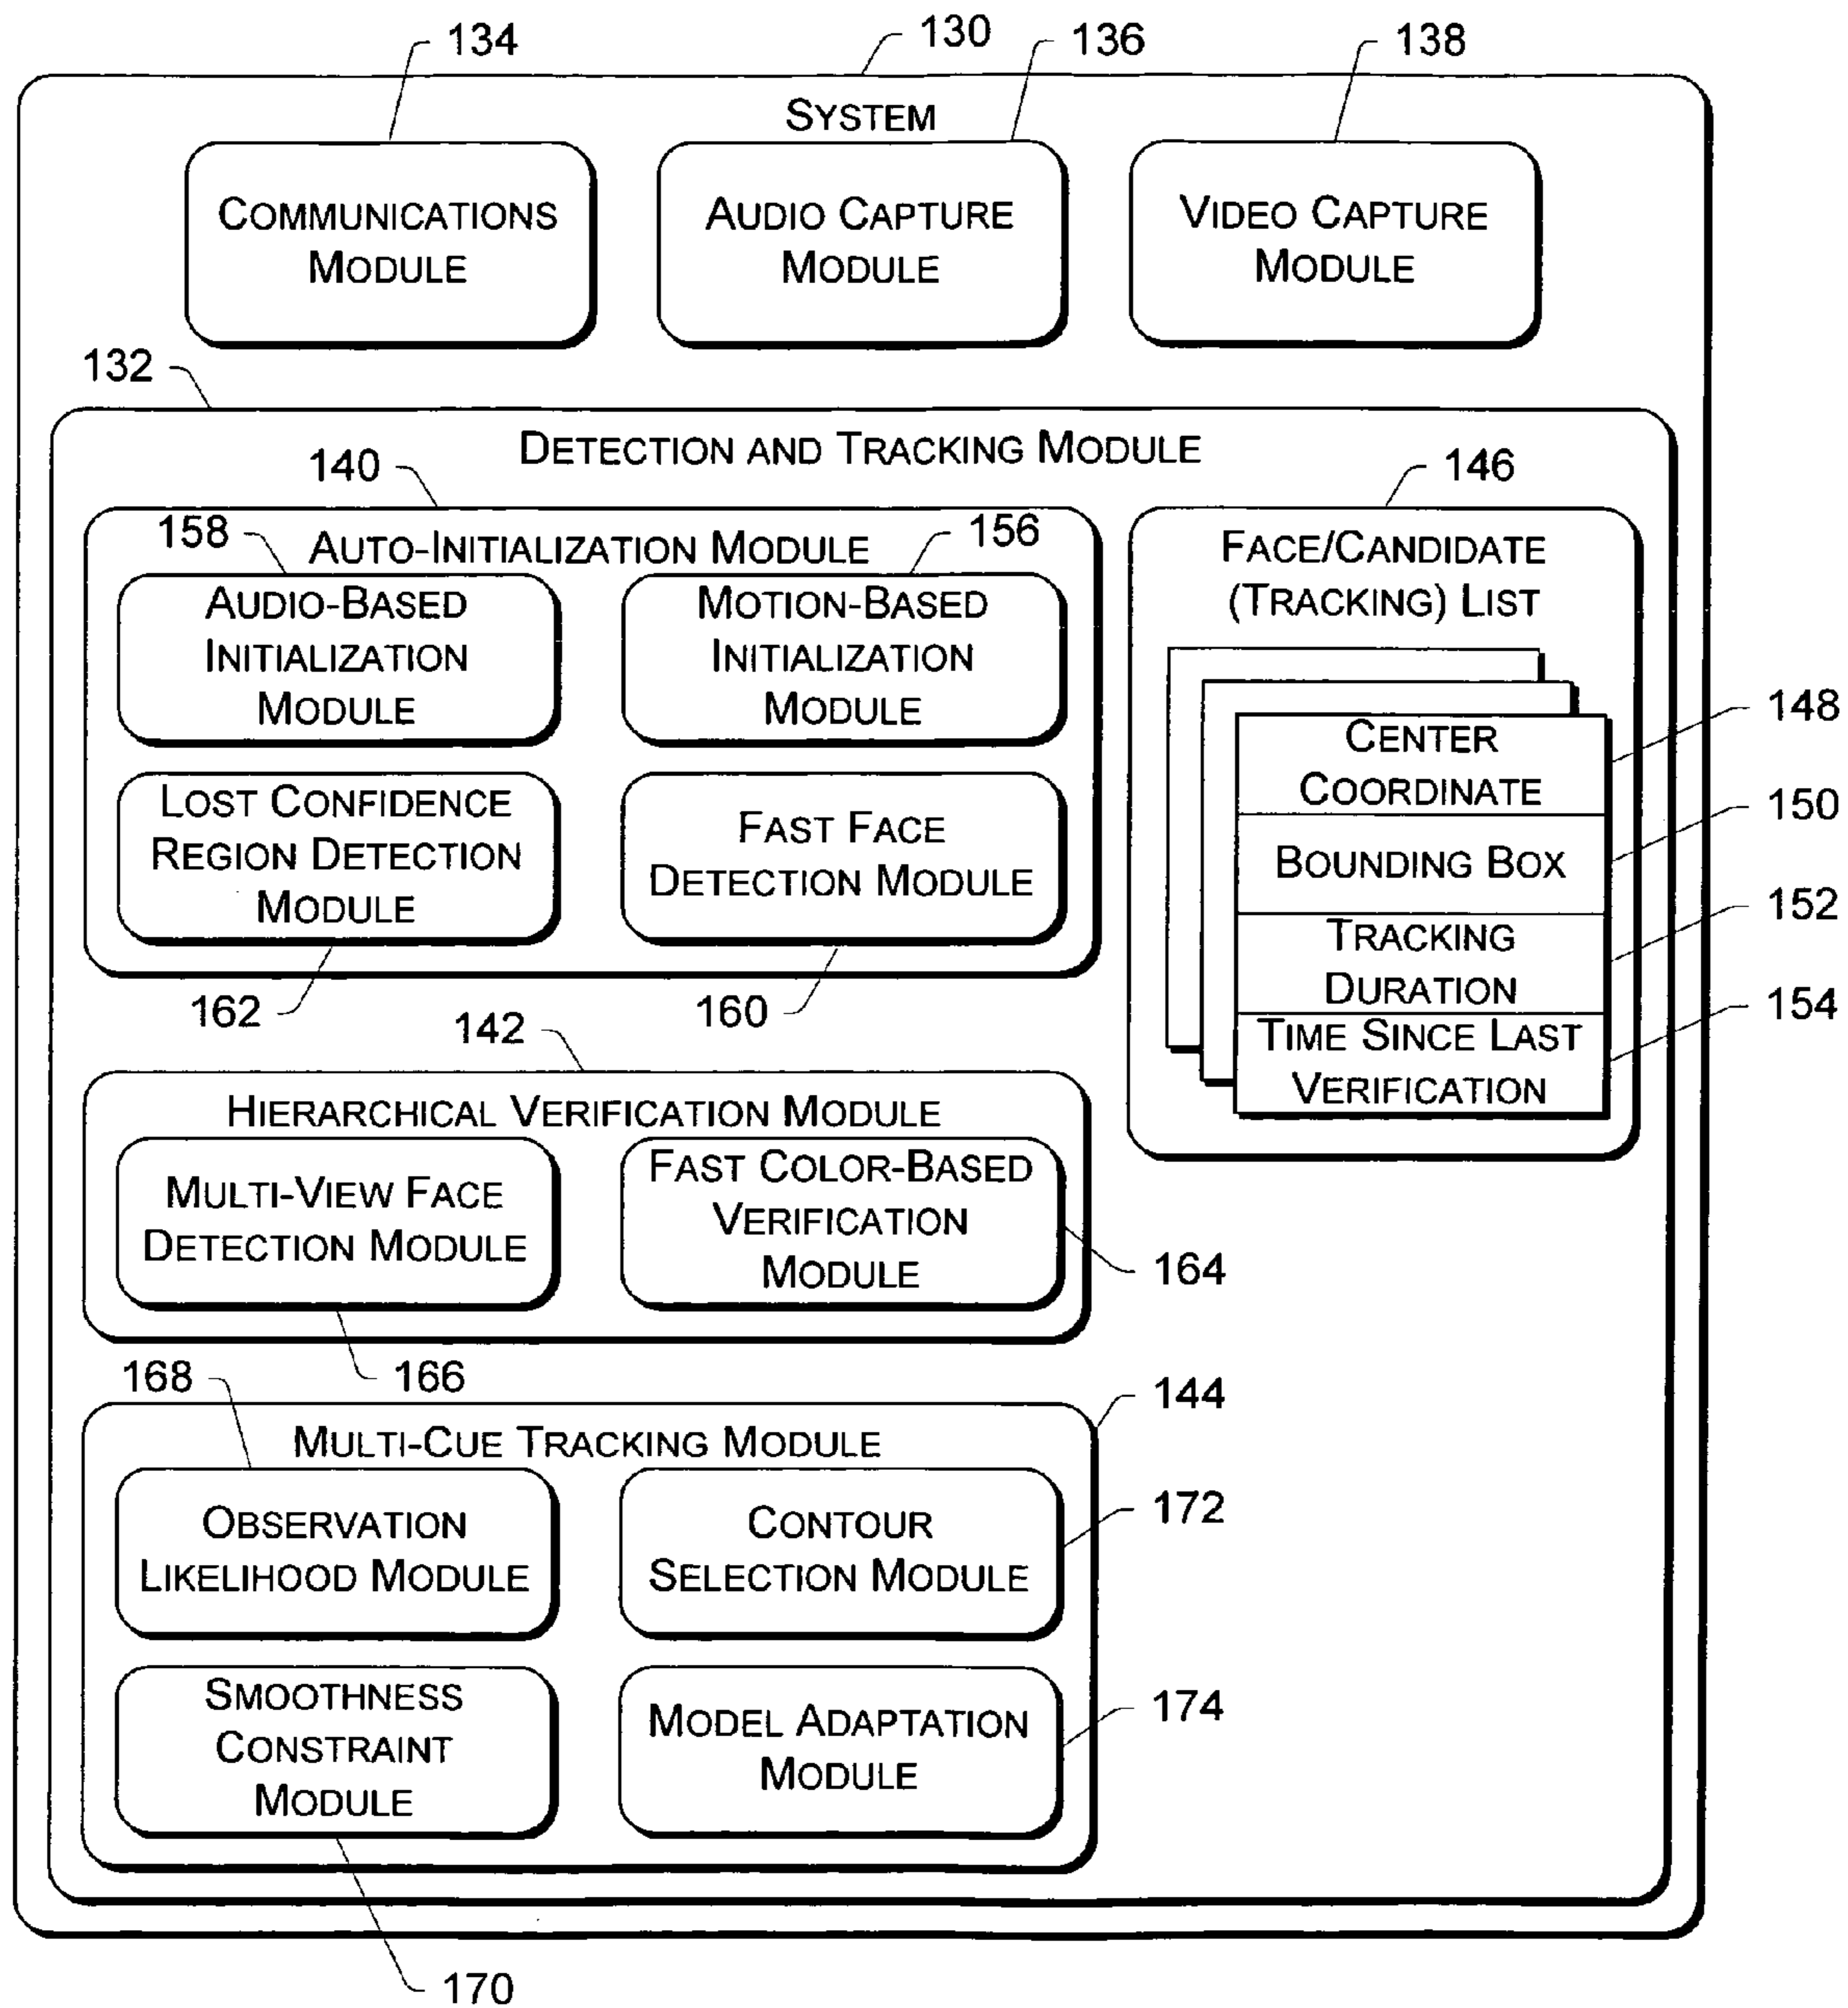 134
130
136
138
SYSTEM
COMMUNICATIONS
MODULE
AUDIO CAPTURE
MODULE
VIDEO CAPTURE
MODULE
132
DETECTION AND TRACKING MODULE
140
146
158
AUTO-INITIALIZATION MODULE
156
AUDIO-BASED
INITIALIZATION
MODULE
MOTION-BASED
INITIALIZATION
MODULE
LOST CONFIDENCE
REGION DETECTION
MODULE
FAST FACE
DETECTION MODULE
162
160
FACE/CANDIDATE
(TRACKING) LIST
CENTER
COORDINATE
148
BOUNDING BOX
150
TRACKING
DURATION
152
TIME SINCE LAST
VERIFICATION
154
142
HIERARCHICAL VERIFICATION MODULE
MULTI-VIEW FACE
DETECTION MODULE
FAST COLOR-BASED
VERIFICATION
MODULE
164
166
168
144
MULTI-CUE TRACKING MODULE
OBSERVATION
LIKELIHOOD MODULE
CONTOUR
SELECTION MODULE
172
SMOOTHNESS
CONSTRAINT
MODULE
MODEL ADAPTATION
MODULE
174
170